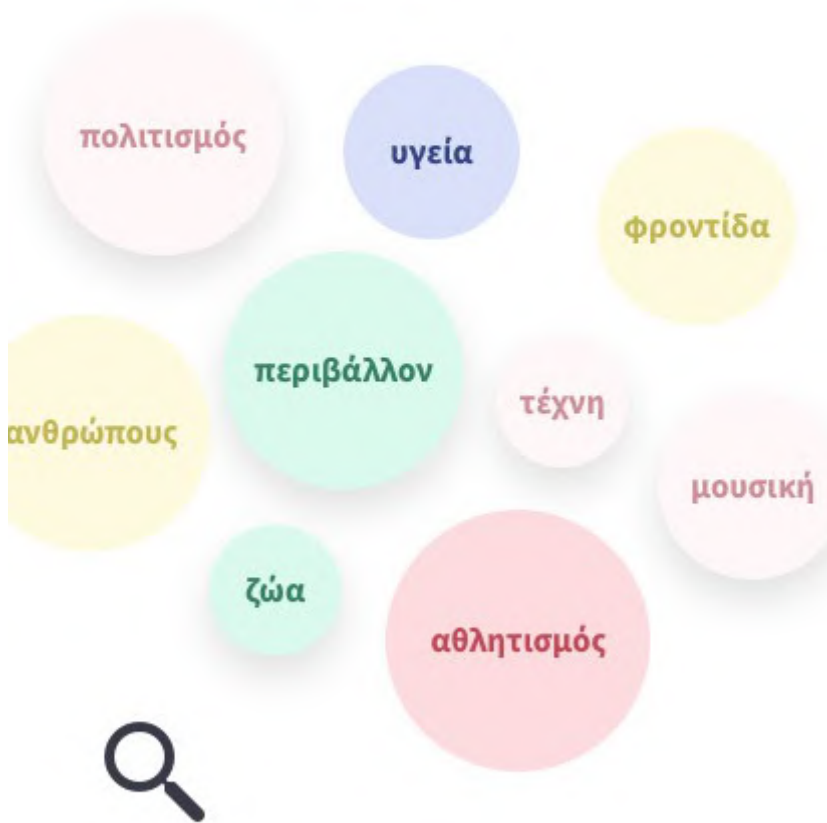 πολιτισμός
υγεία
φροντίδα
περιβάλλον
τέχνη
ανθρώπους
μουσική
ζώα
αθλητισμός